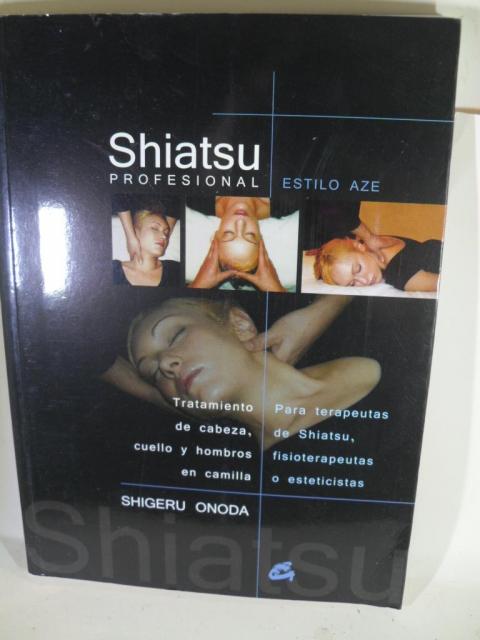 Shiatsu
PROFESIONAL
ESTILO AZE
Tratamiento
de cabeza,
cuello y hombros
en camilla
Para terapeutas
de Shiatsu,
fisioterapeutas
o esteticistas
SHIGERU ONODA
Shiatsu